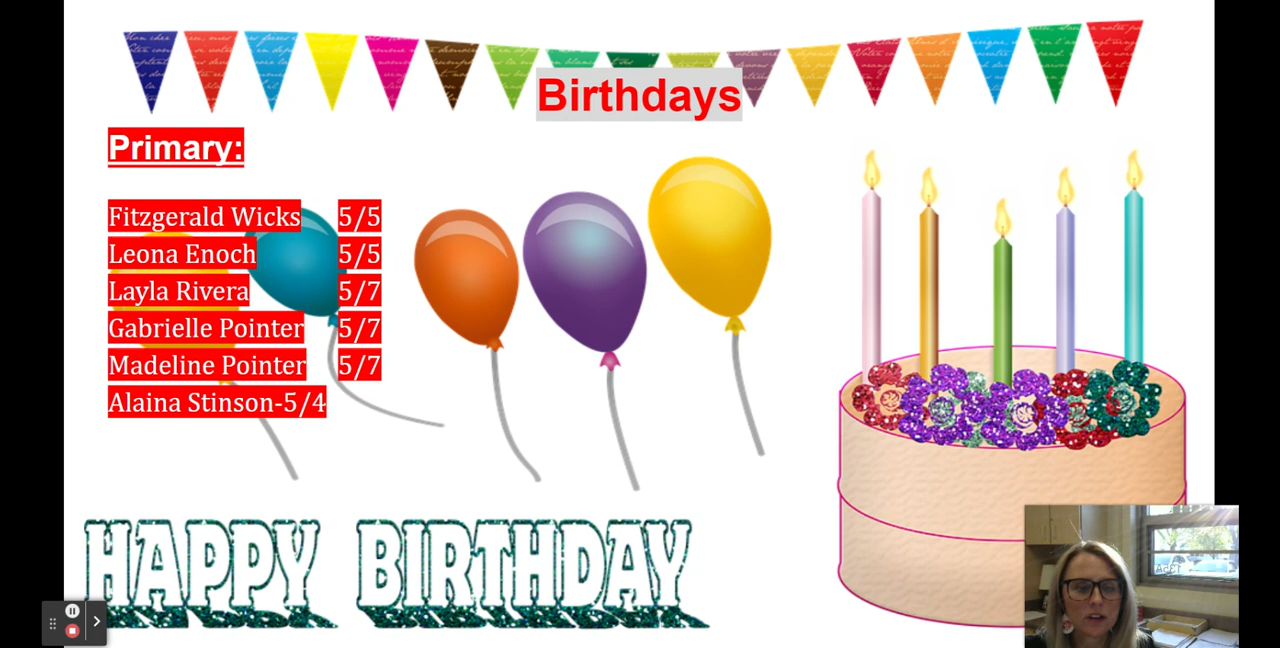 Birthdays
Primary:
Fitzgerald Wicks 5/5
Leona Enoch 5/5
Layla Rivera 5/7
Gabrielle Pointer 5/7
Madeline Pointer 5/7
Alaina Stinson-5/4
HAPPY BIRTHDAY